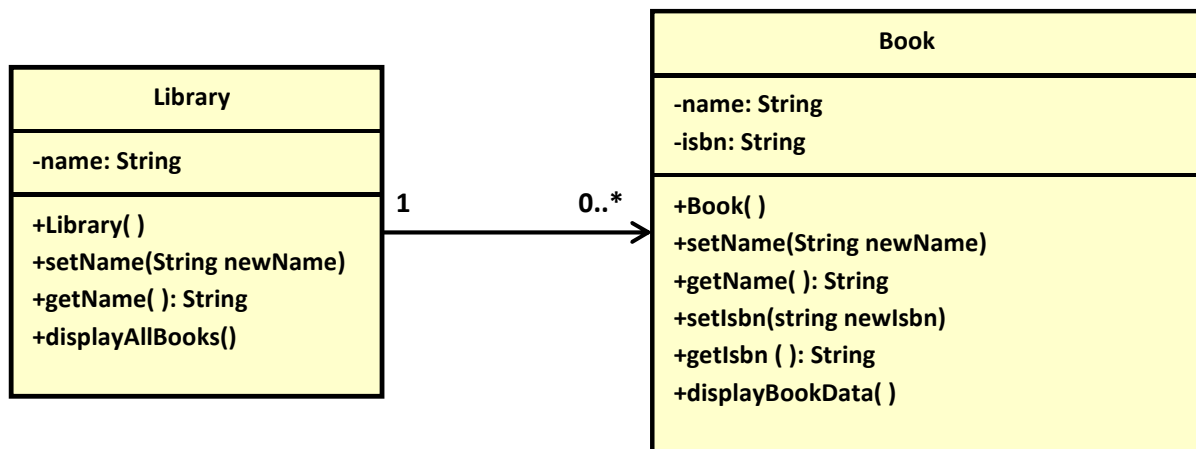 Library
-name: String
+Library( )
+setName(String newName)
+getName( ): String
+displayAllBooks()
1
0..*
Book
-name: String
-isbn: String
+Book( )
+setName(String newName)
+getName( ): String
+setIsbn(string newIsbn)
+getIsbn ( ): String
+displayBookData( )